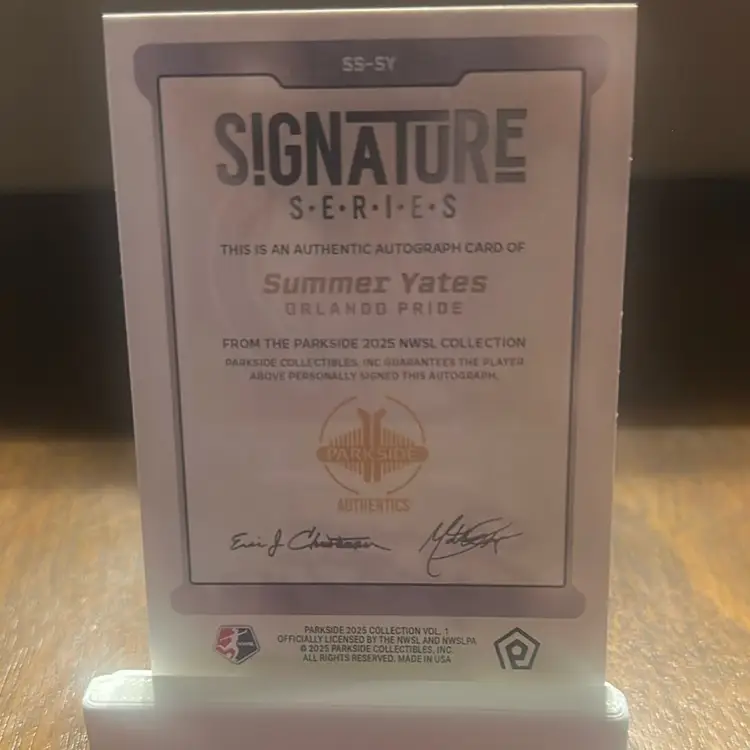 SS-SY
SIGNATURE
S•E•R•I•E•S
THIS IS AN AUTHENTIC AUTOGRAPH CARD OF
Summer Yates
ORLANDO PRIDE
FROM THE PARKSIDE 2025 NWSL COLLECTION
PARKSIDE COLLECTIBLES, INC GUARANTEES THE PLAYER
ABOVE PERSONALLY SIGNED THIS AUTOGRAPH.
PARKSIDE
AUTHENTICS
PARKSIDE 2025 COLLECTION VOL. 1
OFFICIALLY LICENSED BY THE NWSL AND NWSLPA
© 2025 PARKSIDE COLLECTIBLES, INC.
ALL RIGHTS RESERVED. MADE IN USA